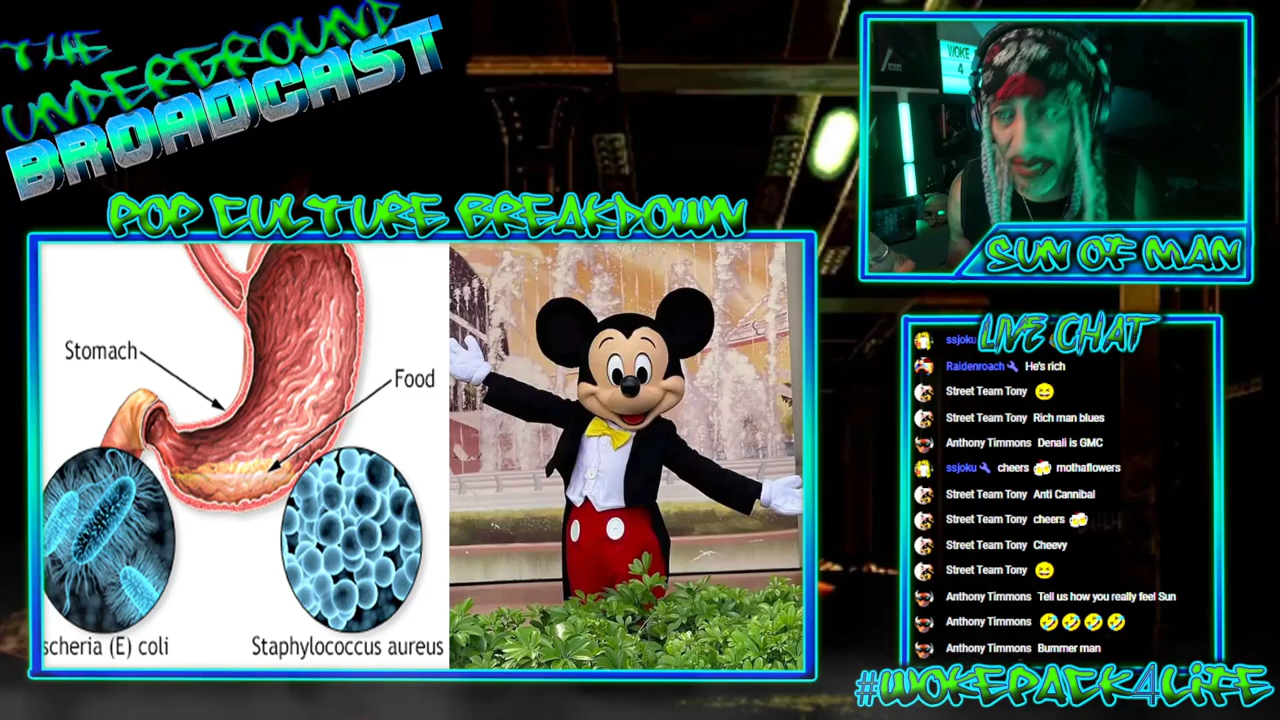 THE
UNDERGROUND
BROADCAST
POP CULTURE BREAKDOWN
Stomach
Food
scheria (E) coli
Staphylococcus aureus
WOKE
4
SUN OF MAN
LIVE CHAT
ssjoku
Raidenroach He's rich
Street Team Tony 😆
Street Team Tony Rich man blues
Anthony Timmons Denali is GMC
ssjoku cheers 🍻 mothaflowers
Street Team Tony Anti Cannibal
Street Team Tony cheers 🍻
Street Team Tony Cheevy
Street Team Tony 😆
Anthony Timmons Tell us how you really feel Sun
Anthony Timmons 🤣🤣🤣🤣
Anthony Timmons Bummer man
#WOKEPACK4LIFE